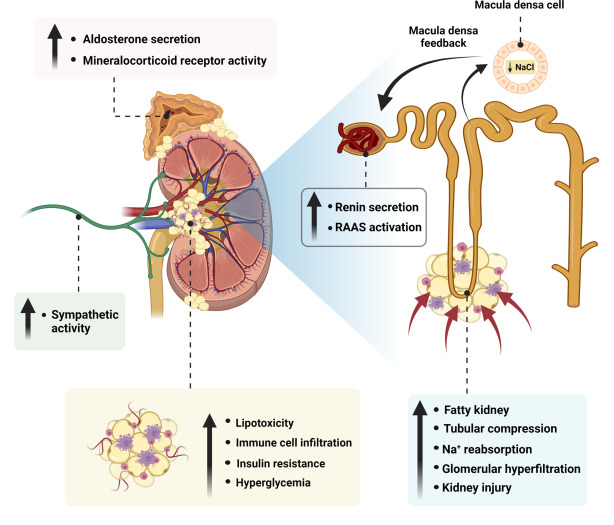 Macula densa cell
Macula densa
feedback
↓ NaCl
• Aldosterone secretion
• Mineralocorticoid receptor activity
• Renin secretion
• RAAS activation
• Sympathetic
activity
• Lipotoxicity
• Immune cell infiltration
• Insulin resistance
• Hyperglycemia
• Fatty kidney
• Tubular compression
• Na⁺ reabsorption
• Glomerular hyperfiltration
• Kidney injury